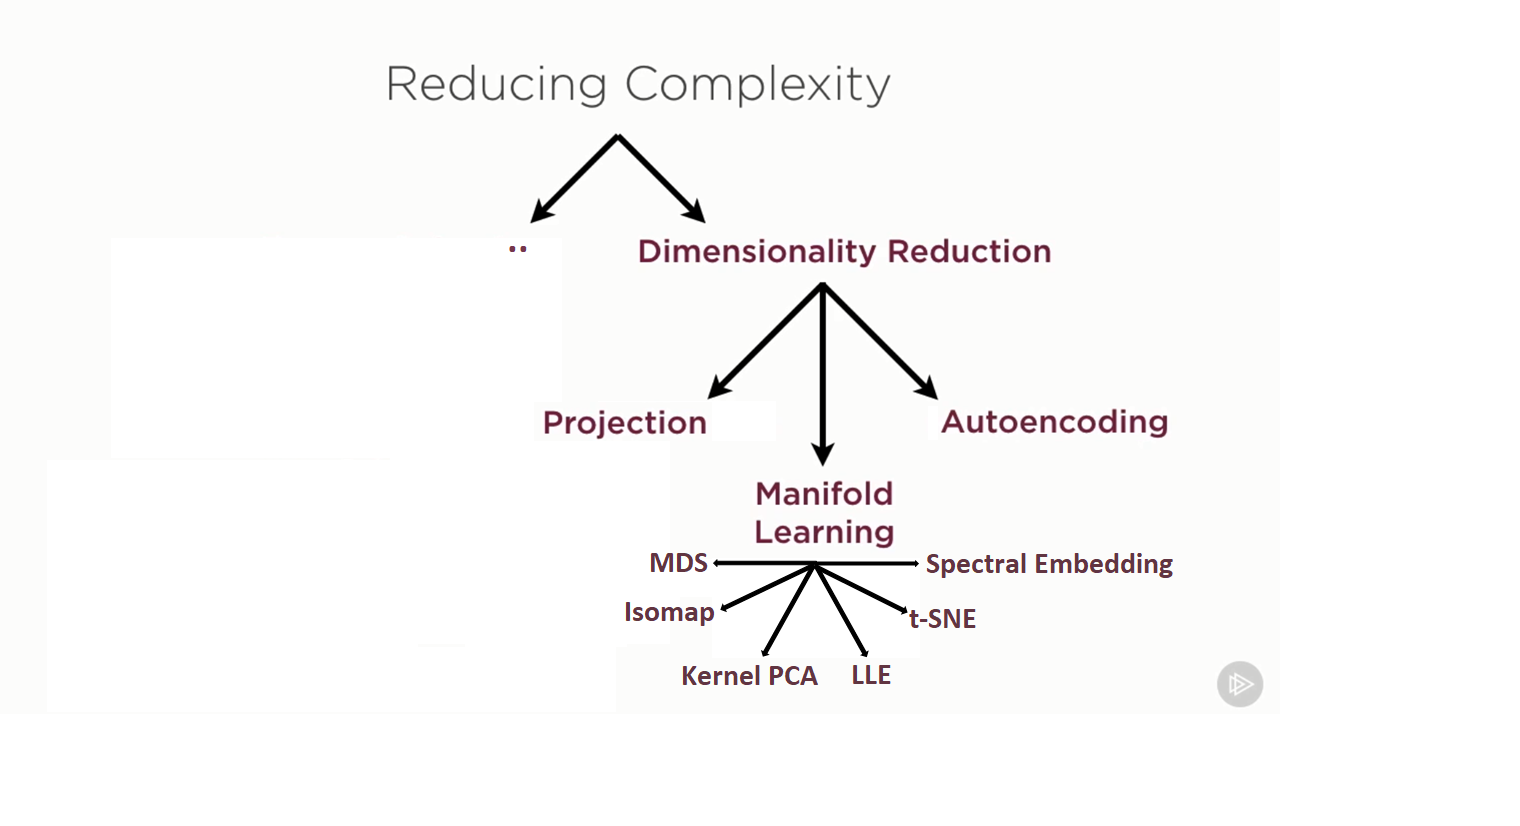 Reducing Complexity
..
Dimensionality Reduction
Projection
Autoencoding
Manifold
Learning
MDS
Spectral Embedding
Isomap
t-SNE
Kernel PCA
LLE